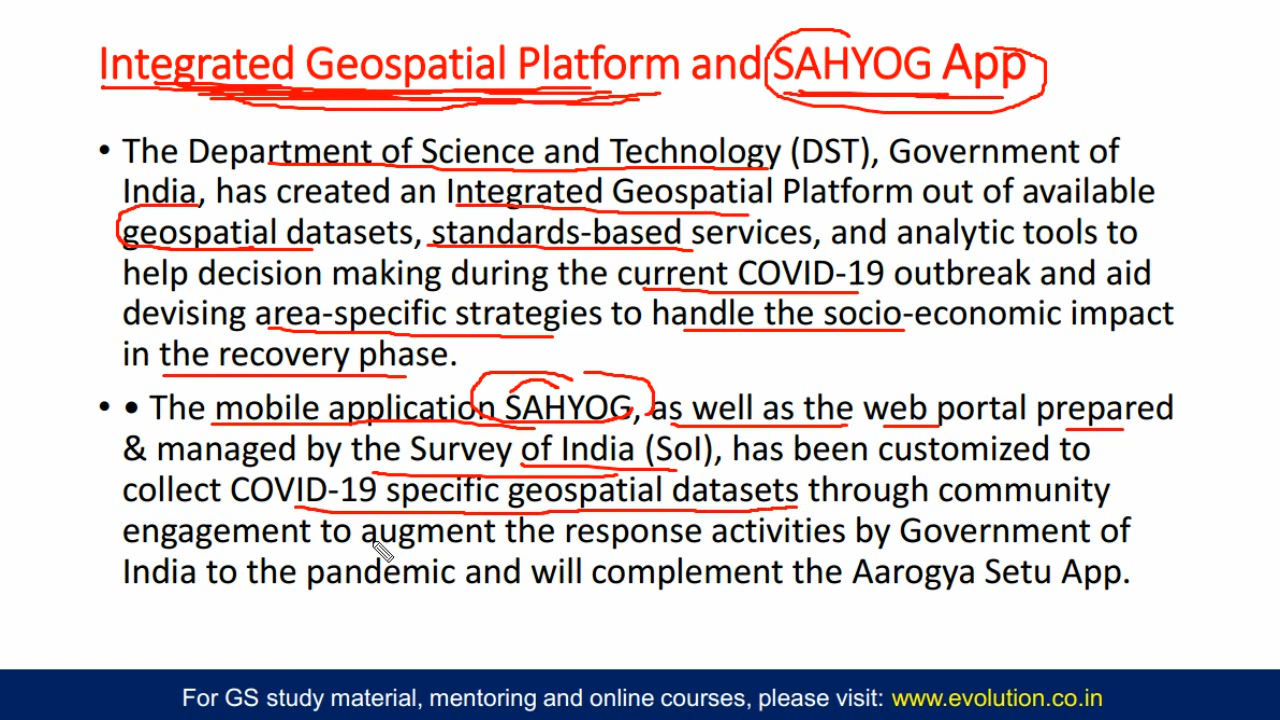 Integrated Geospatial Platform and SAHYOG App
• The Department of Science and Technology (DST), Government of
India, has created an Integrated Geospatial Platform out of available
geospatial datasets, standards-based services, and analytic tools to
help decision making during the current COVID-19 outbreak and aid
devising area-specific strategies to handle the socio-economic impact
in the recovery phase.
• • The mobile application SAHYOG, as well as the web portal prepared
& managed by the Survey of India (SoI), has been customized to
collect COVID-19 specific geospatial datasets through community
engagement to augment the response activities by Government of
India to the pandemic and will complement the Aarogya Setu App.
For GS study material, mentoring and online courses, please visit: www.evolution.co.in